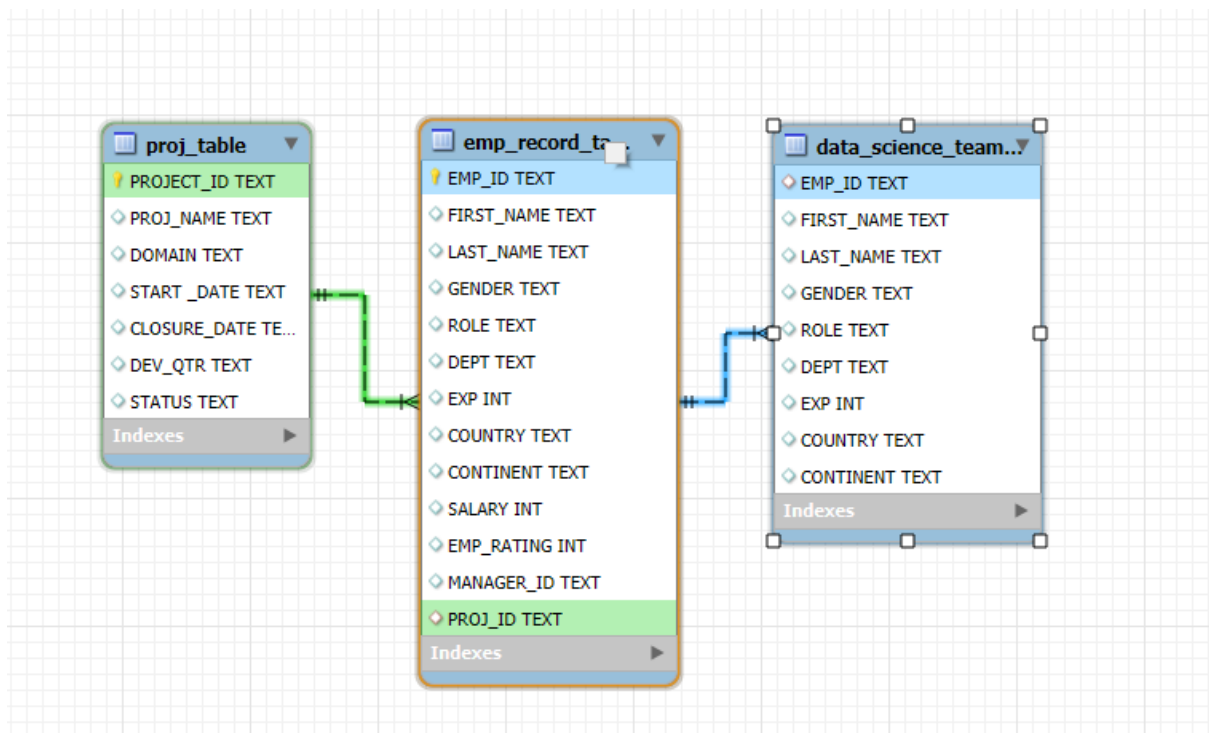 proj_table
PROJECT_ID TEXT
PROJ_NAME TEXT
DOMAIN TEXT
START _DATE TEXT
CLOSURE_DATE TE...
DEV_QTR TEXT
STATUS TEXT
Indexes
emp_record_ta...
EMP_ID TEXT
FIRST_NAME TEXT
LAST_NAME TEXT
GENDER TEXT
ROLE TEXT
DEPT TEXT
EXP INT
COUNTRY TEXT
CONTINENT TEXT
SALARY INT
EMP_RATING INT
MANAGER_ID TEXT
PROJ_ID TEXT
Indexes
data_science_team...
EMP_ID TEXT
FIRST_NAME TEXT
LAST_NAME TEXT
GENDER TEXT
ROLE TEXT
DEPT TEXT
EXP INT
COUNTRY TEXT
CONTINENT TEXT
Indexes